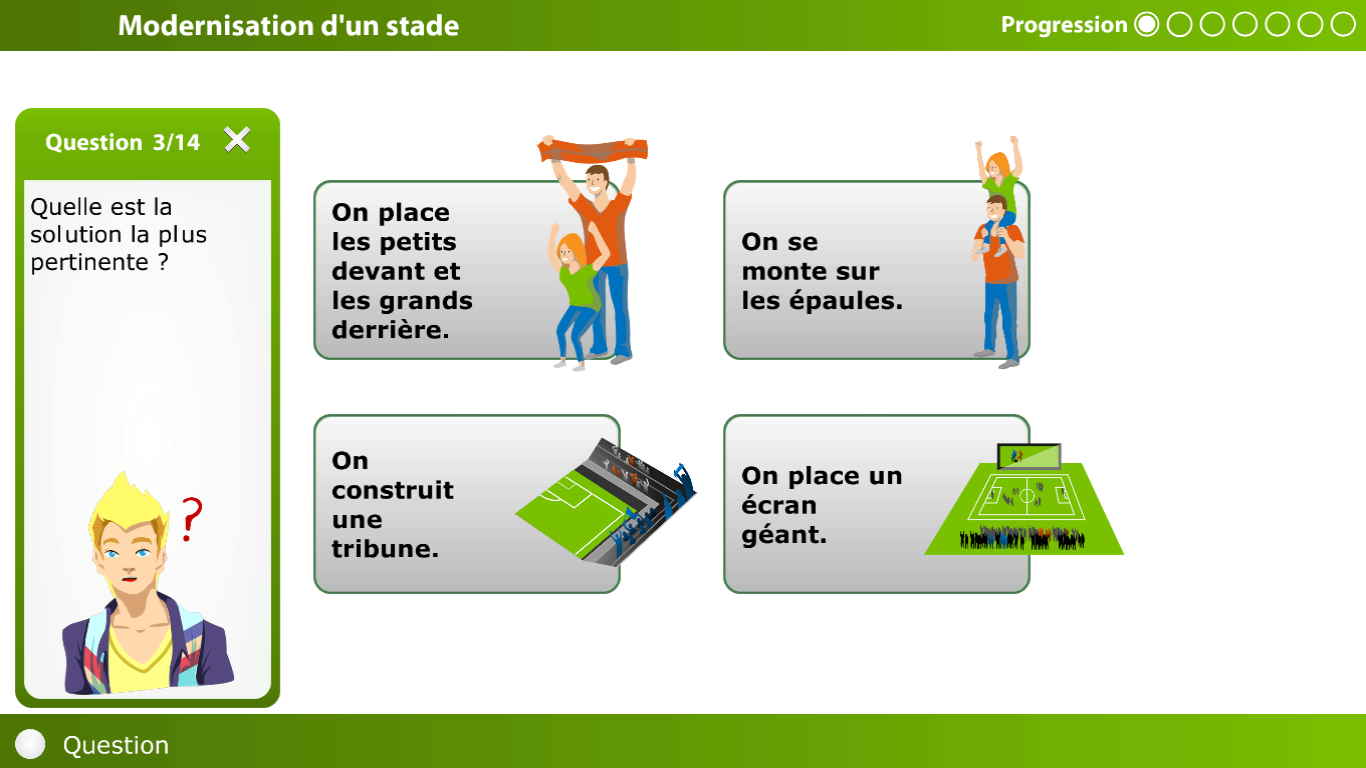 Modernisation d'un stade
Progression
Question 3/14
Quelle est la
solution la plus
pertinente ?
?
On place
les petits
devant et
les grands
derrière.
On se
monte sur
les épaules.
On
construit
une
tribune.
On place un
écran
géant.
Question